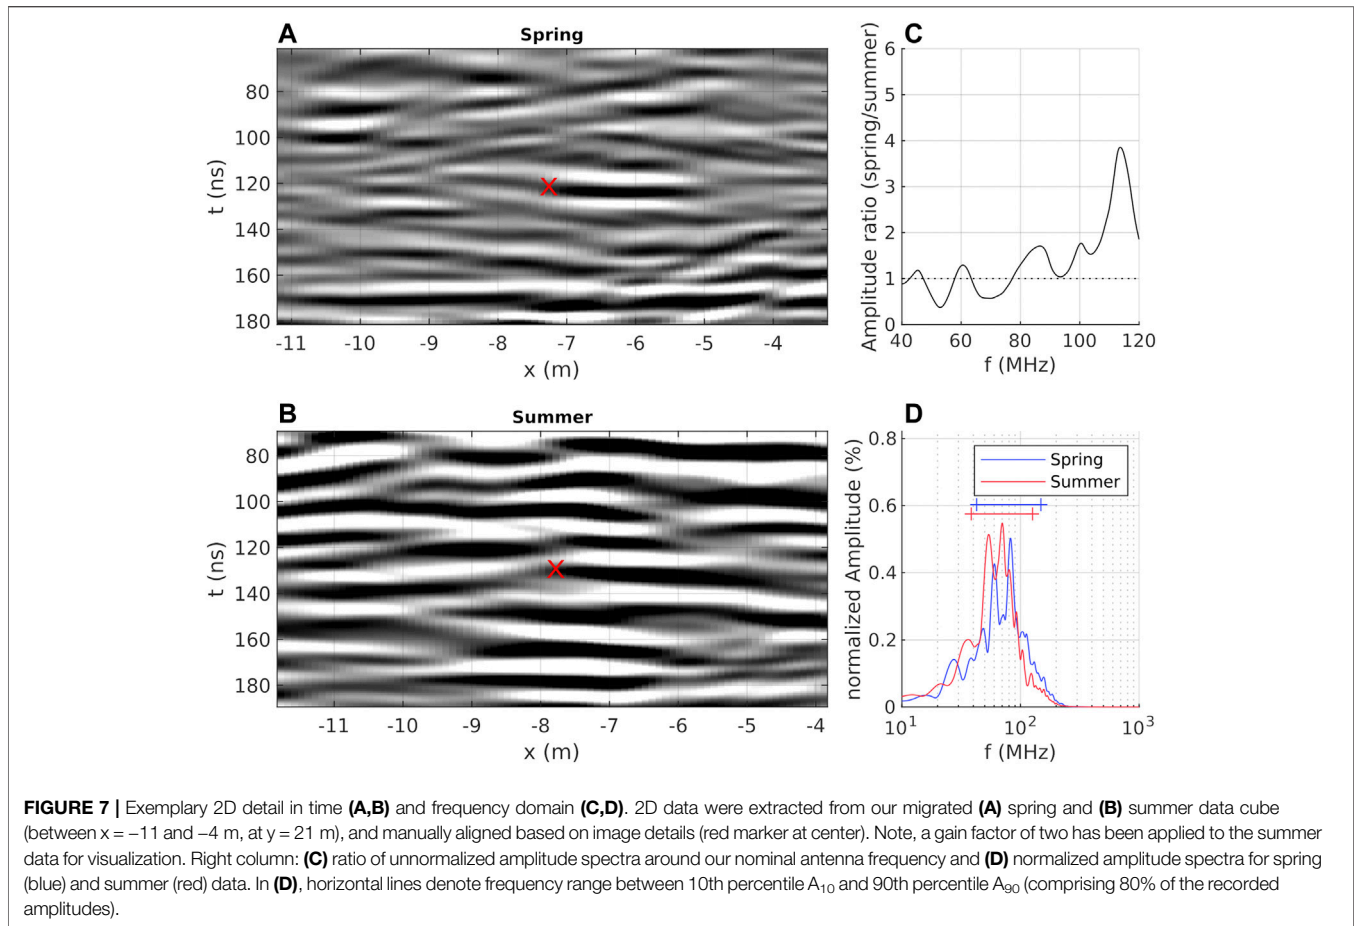 A
Spring
80
100
120
140
160
180
t (ns)
-11 -10 -9 -8 -7 -6 -5 -4
x (m)
C
Amplitude ratio (spring/summer)
6
5
4
3
2
1
0
40 60 80 100 120
f (MHz)
B
Summer
80
100
120
140
160
180
t (ns)
-11 -10 -9 -8 -7 -6 -5 -4
x (m)
D
normalized Amplitude (%)
0.8
0.6
0.4
0.2
0
Spring
Summer
10¹ 10² 10³
f (MHz)
FIGURE 7 | Exemplary 2D detail in time (A,B) and frequency domain (C,D). 2D data were extracted from our migrated (A) spring and (B) summer data cube
(between x = −11 and −4 m, at y = 21 m), and manually aligned based on image details (red marker at center). Note, a gain factor of two has been applied to the summer
data for visualization. Right column: (C) ratio of unnormalized amplitude spectra around our nominal antenna frequency and (D) normalized amplitude spectra for spring
(blue) and summer (red) data. In (D), horizontal lines denote frequency range between 10th percentile A₁₀ and 90th percentile A₉₀ (comprising 80% of the recorded
amplitudes).